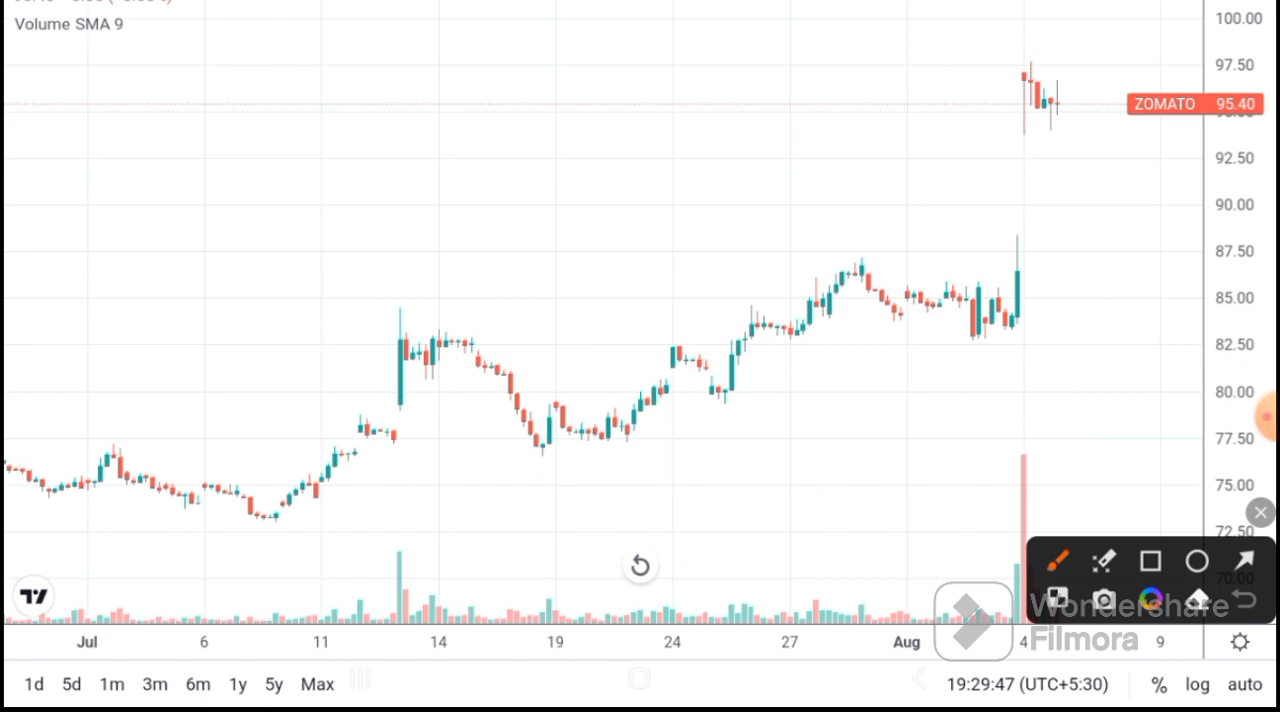 Volume SMA 9
100.00
97.50
ZOMATO 95.40
92.50
90.00
87.50
85.00
82.50
80.00
77.50
75.00
72.50
70.00
Wondershare
Filmora
Jul 6 11 14 19 24 27 Aug 4 9
1d 5d 1m 3m 6m 1y 5y Max 19:29:47 (UTC+5:30) % log auto